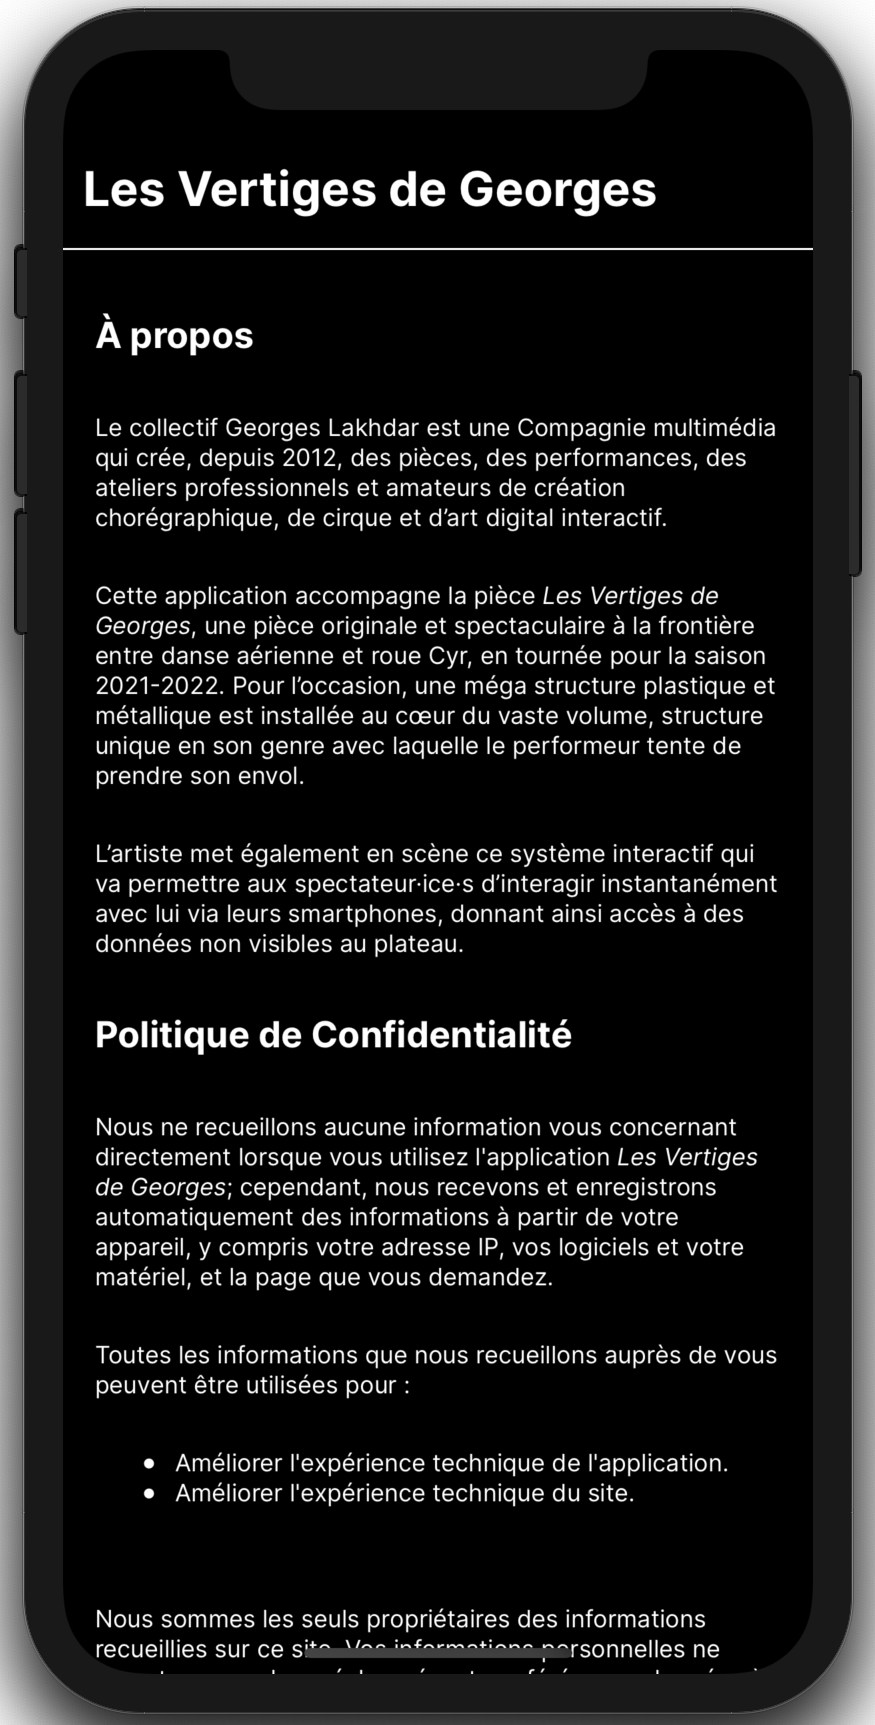 Les Vertiges de Georges
À propos
Le collectif Georges Lakhdar est une Compagnie multimédia
qui crée, depuis 2012, des pièces, des performances, des
ateliers professionnels et amateurs de création
chorégraphique, de cirque et d’art digital interactif.
Cette application accompagne la pièce Les Vertiges de
Georges, une pièce originale et spectaculaire à la frontière
entre danse aérienne et roue Cyr, en tournée pour la saison
2021-2022. Pour l’occasion, une méga structure plastique et
métallique est installée au cœur du vaste volume, structure
unique en son genre avec laquelle le performeur tente de
prendre son envol.
L’artiste met également en scène ce système interactif qui
va permettre aux spectateur·ice·s d’interagir instantanément
avec lui via leurs smartphones, donnant ainsi accès à des
données non visibles au plateau.
Politique de Confidentialité
Nous ne recueillons aucune information vous concernant
directement lorsque vous utilisez l'application Les Vertiges
de Georges; cependant, nous recevons et enregistrons
automatiquement des informations à partir de votre
appareil, y compris votre adresse IP, vos logiciels et votre
matériel, et la page que vous demandez.
Toutes les informations que nous recueillons auprès de vous
peuvent être utilisées pour :
• Améliorer l'expérience technique de l'application.
• Améliorer l'expérience technique du site.
Nous sommes les seuls propriétaires des informations
recueillies sur ce site. Vos informations personnelles ne